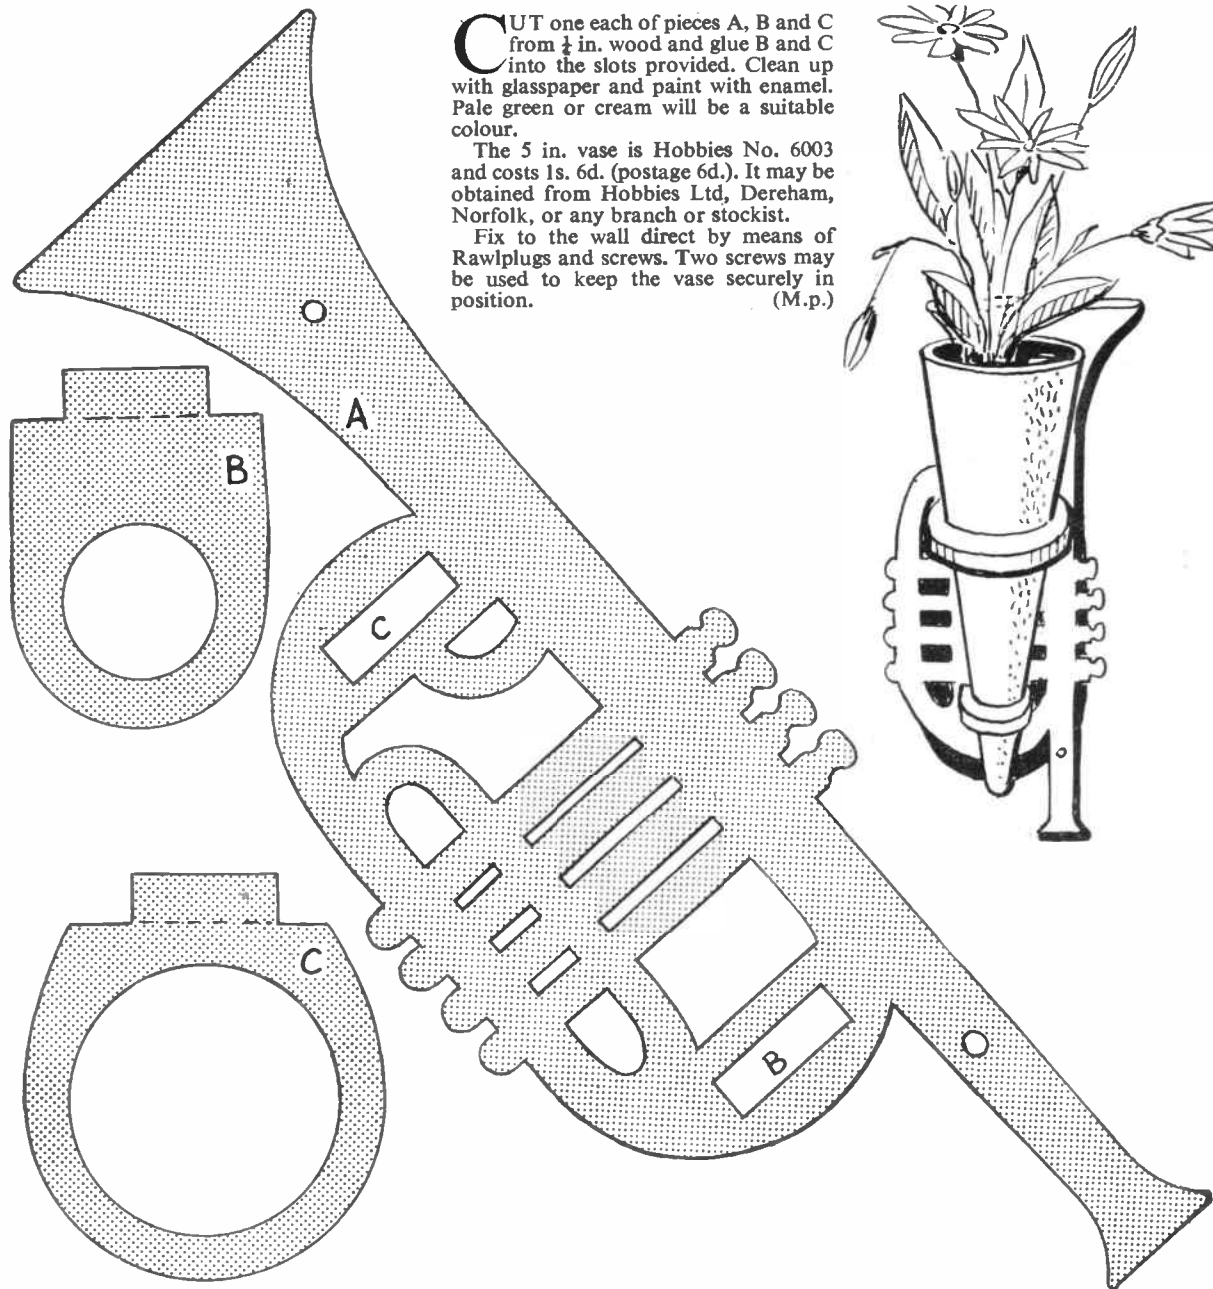 CUT one each of pieces A, B and C
from ¼ in. wood and glue B and C
into the slots provided. Clean up
with glasspaper and paint with enamel.
Pale green or cream will be a suitable
colour.
The 5 in. vase is Hobbies No. 6003
and costs 1s. 6d. (postage 6d.). It may be
obtained from Hobbies Ltd, Dereham,
Norfolk, or any branch or stockist.
Fix to the wall direct by means of
Rawlplugs and screws. Two screws may
be used to keep the vase securely in
position. (M.p.)
A
B
C
C
B